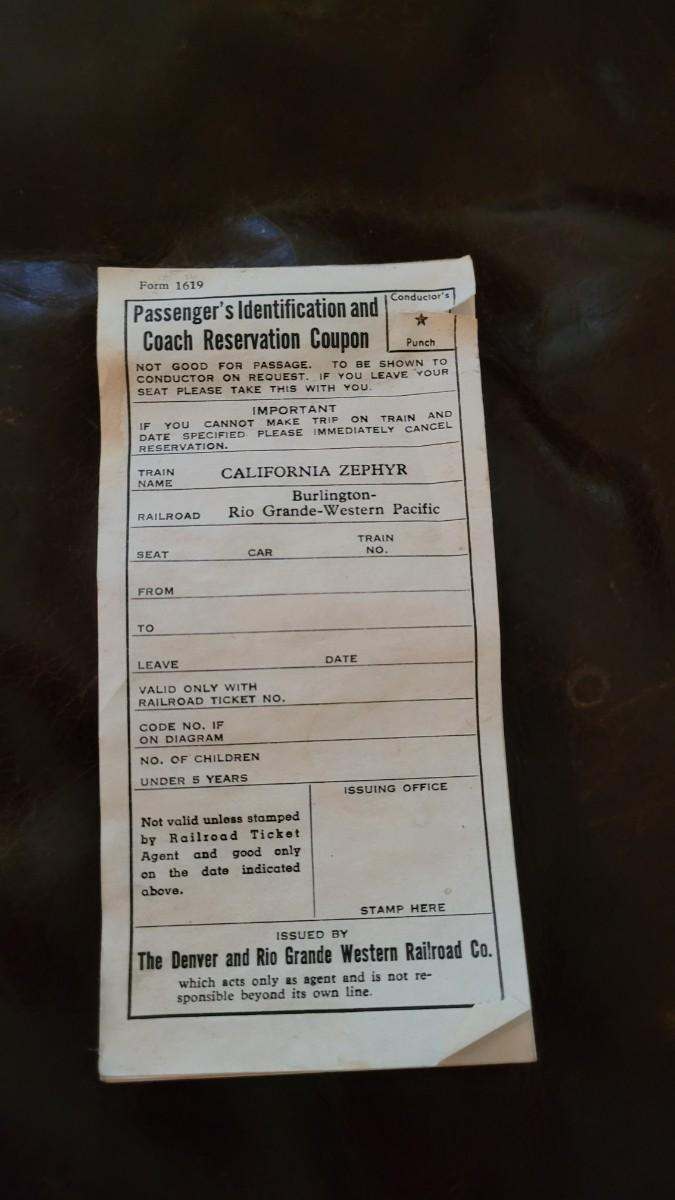 Form 1619
Passenger's Identification and
Coach Reservation Coupon
Conductor's
Punch
NOT GOOD FOR PASSAGE. TO BE SHOWN TO
CONDUCTOR ON REQUEST. IF YOU LEAVE YOUR
SEAT PLEASE TAKE THIS WITH YOU.
IMPORTANT
IF YOU CANNOT MAKE TRIP ON TRAIN AND
DATE SPECIFIED PLEASE IMMEDIATELY CANCEL
RESERVATION.
TRAIN
NAME
CALIFORNIA ZEPHYR
Burlington-
RAILROAD Rio Grande-Western Pacific
TRAIN
SEAT CAR NO.
FROM
TO
LEAVE DATE
VALID ONLY WITH
RAILROAD TICKET NO.
CODE NO. IF
ON DIAGRAM
NO. OF CHILDREN
UNDER 5 YEARS
ISSUING OFFICE
Not valid unless stamped
by Railroad Ticket
Agent and good only
on the date indicated
above.
STAMP HERE
ISSUED BY
The Denver and Rio Grande Western Railroad Co.
which acts only as agent and is not re-
sponsible beyond its own line.